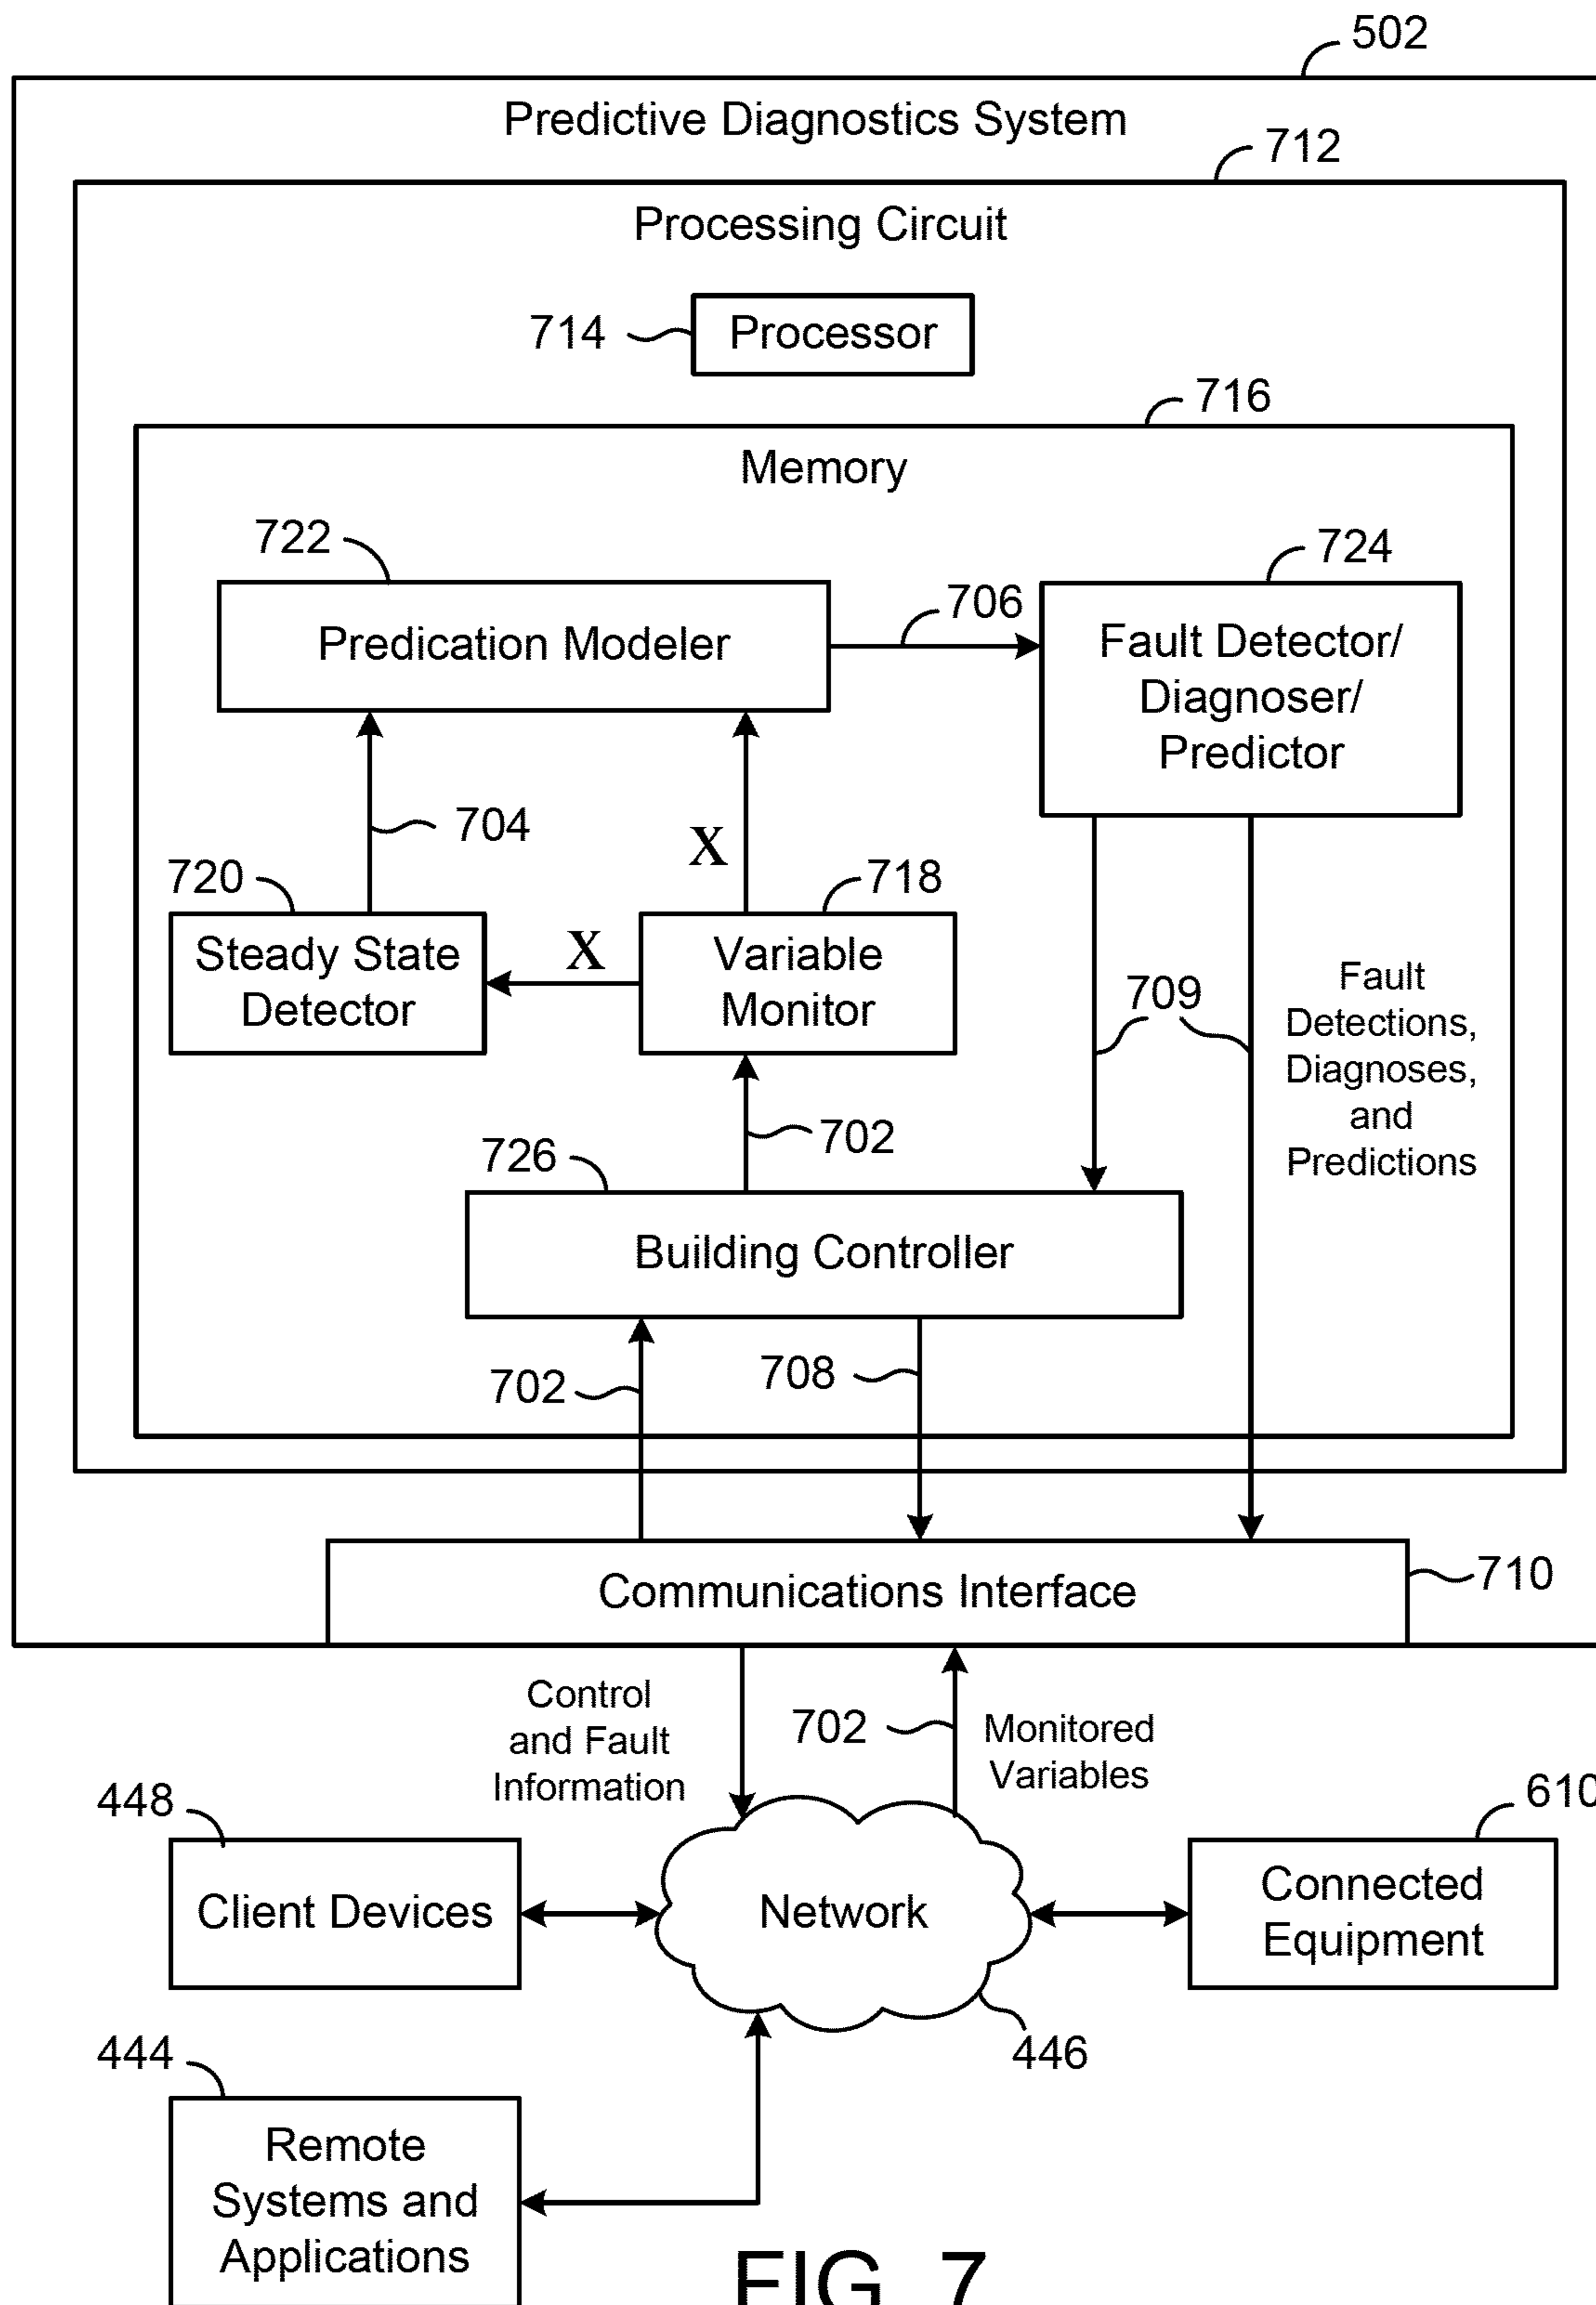 502
Predictive Diagnostics System
712
Processing Circuit
714
Processor
716
Memory
722
724
706
Predication Modeler
Fault Detector/
Diagnoser/
Predictor
704
X
720
718
Steady State
Detector
X
Variable
Monitor
709
Fault
Detections,
Diagnoses,
and
Predictions
702
726
Building Controller
702
708
Communications Interface
710
Control
and Fault
Information
702
Monitored
Variables
448
610
Client Devices
Network
Connected
Equipment
446
444
Remote
Systems and
Applications
FIG. 7